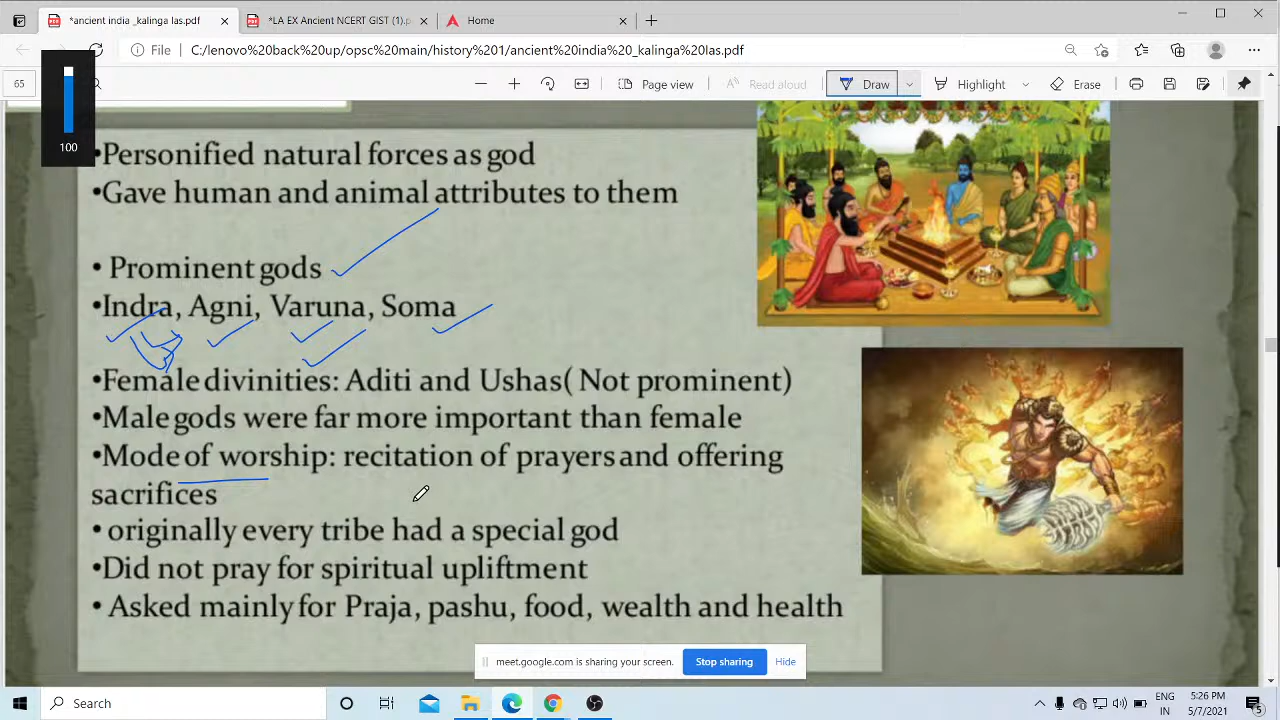 *ancient india _kalinga las.pdf
*LA EX Ancient NCERT GIST (1).p
Home
File
C:/lenovo%20back%20up/opsc%20main/history%201/ancient%20india%20_kalinga%20las.pdf
65
Page view
Read aloud
Draw
Highlight
Erase
100
•Personified natural forces as god
•Gave human and animal attributes to them
• Prominent gods
•Indra, Agni, Varuna, Soma
•Female divinities: Aditi and Ushas( Not prominent)
•Male gods were far more important than female
•Mode of worship: recitation of prayers and offering
sacrifices
• originally every tribe had a special god
•Did not pray for spiritual upliftment
• Asked mainly for Praja, pashu, food, wealth and health
meet.google.com is sharing your screen.
Stop sharing
Hide
Search
ENG
IN
5:26 PM
5/7/2021
5